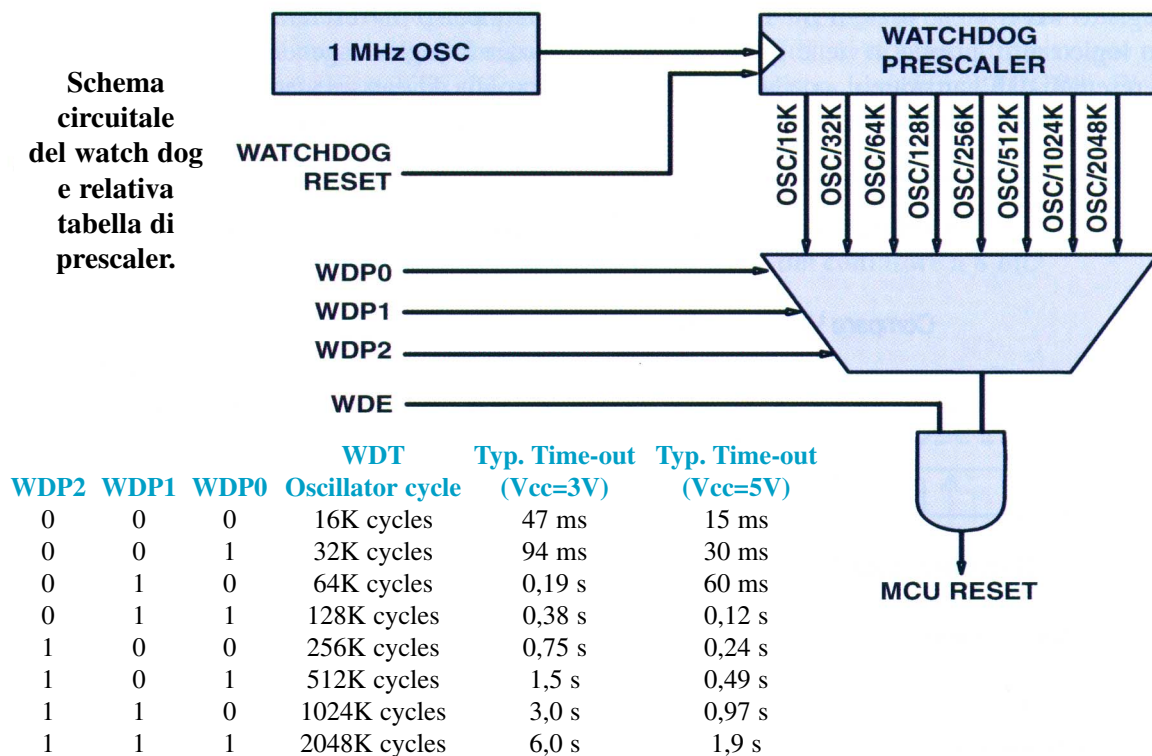 Schema
circuitale
del watch dog
e relativa
tabella di
prescaler.
1 MHz OSC
WATCHDOG
PRESCALER
WATCHDOG
RESET
OSC/16K
OSC/32K
OSC/64K
OSC/128K
OSC/256K
OSC/512K
OSC/1024K
OSC/2048K
WDP0
WDP1
WDP2
WDE
MCU RESET
WDT Typ. Time-out Typ. Time-out
WDP2 WDP1 WDP0 Oscillator cycle (Vcc=3V) (Vcc=5V)
0 0 0 16K cycles 47 ms 15 ms
0 0 1 32K cycles 94 ms 30 ms
0 1 0 64K cycles 0,19 s 60 ms
0 1 1 128K cycles 0,38 s 0,12 s
1 0 0 256K cycles 0,75 s 0,24 s
1 0 1 512K cycles 1,5 s 0,49 s
1 1 0 1024K cycles 3,0 s 0,97 s
1 1 1 2048K cycles 6,0 s 1,9 s